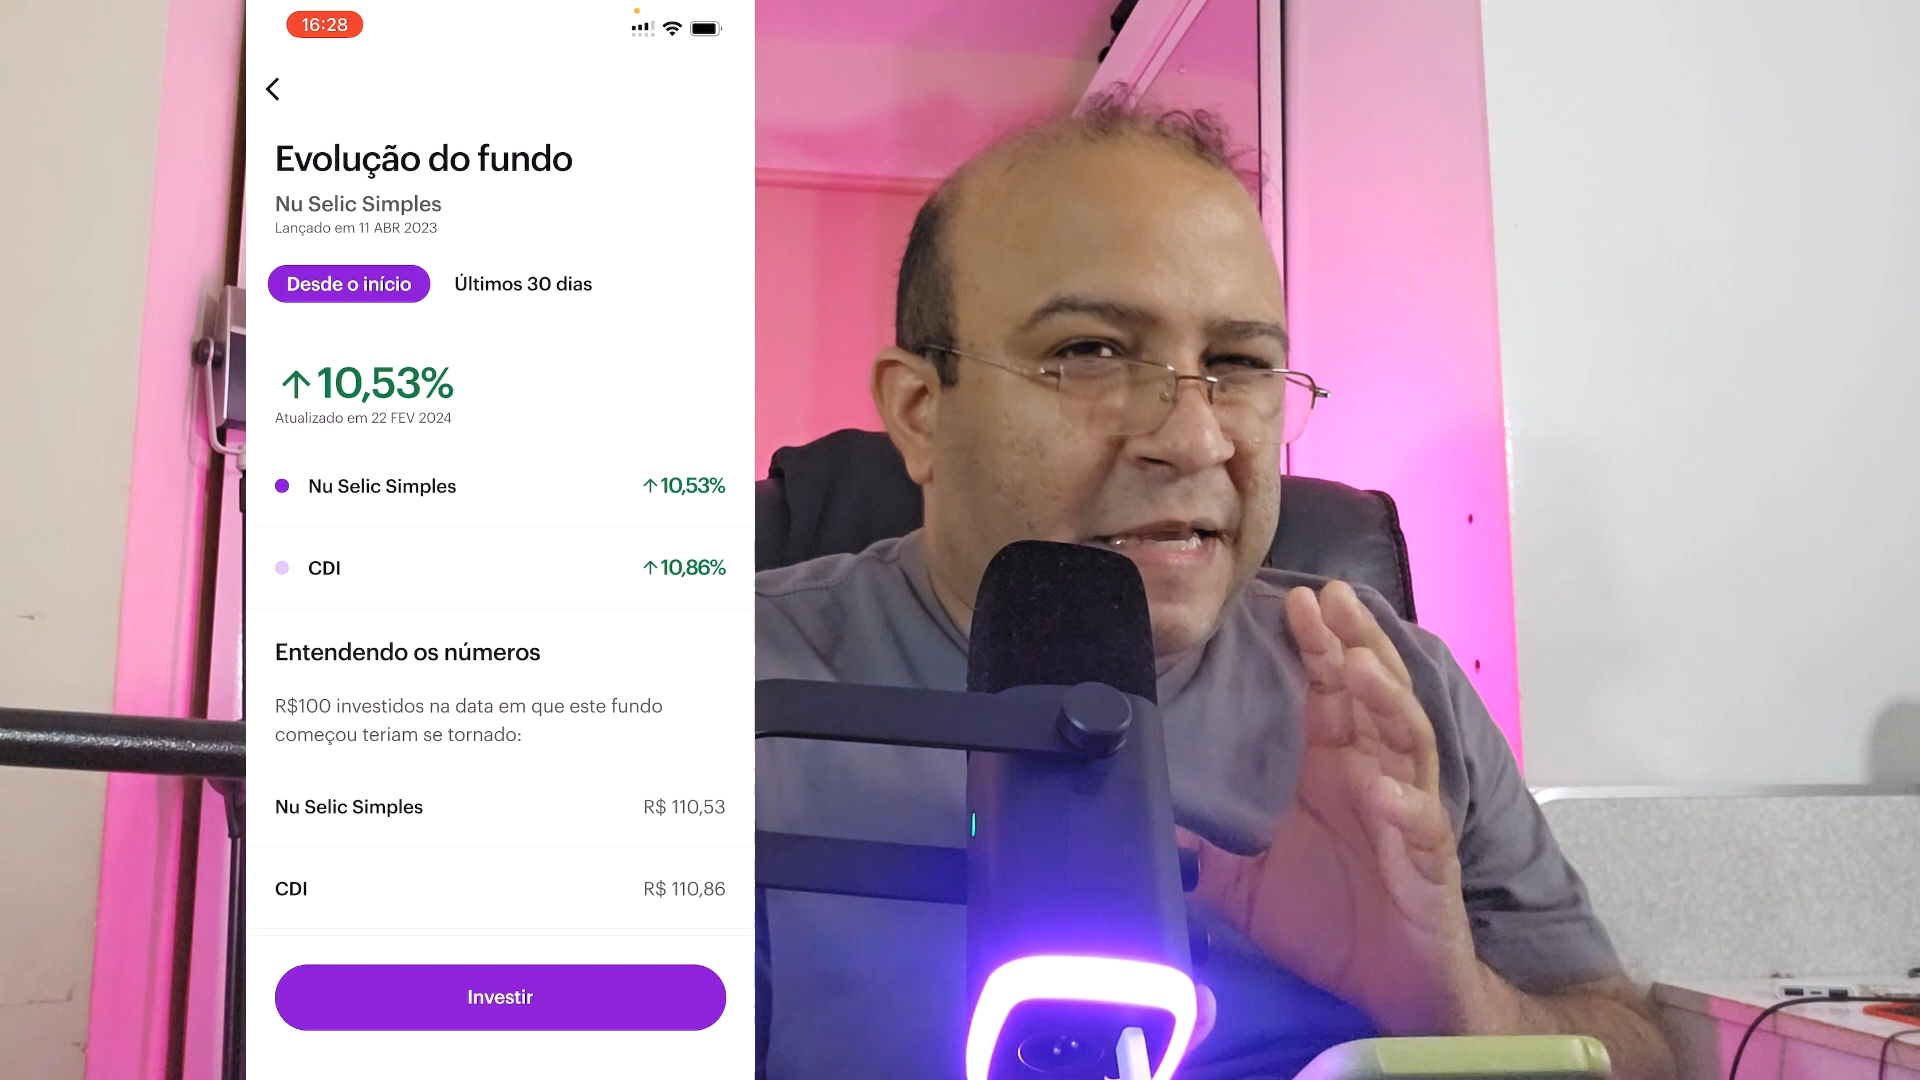 16:28
Evolução do fundo
Nu Selic Simples
Lançado em 11 ABR 2023
Desde o início
Últimos 30 dias
↑10,53%
Atualizado em 22 FEV 2024
Nu Selic Simples ↑10,53%
CDI ↑10,86%
Entendendo os números
R$100 investidos na data em que este fundo
começou teriam se tornado:
Nu Selic Simples R$ 110,53
CDI R$ 110,86
Investir